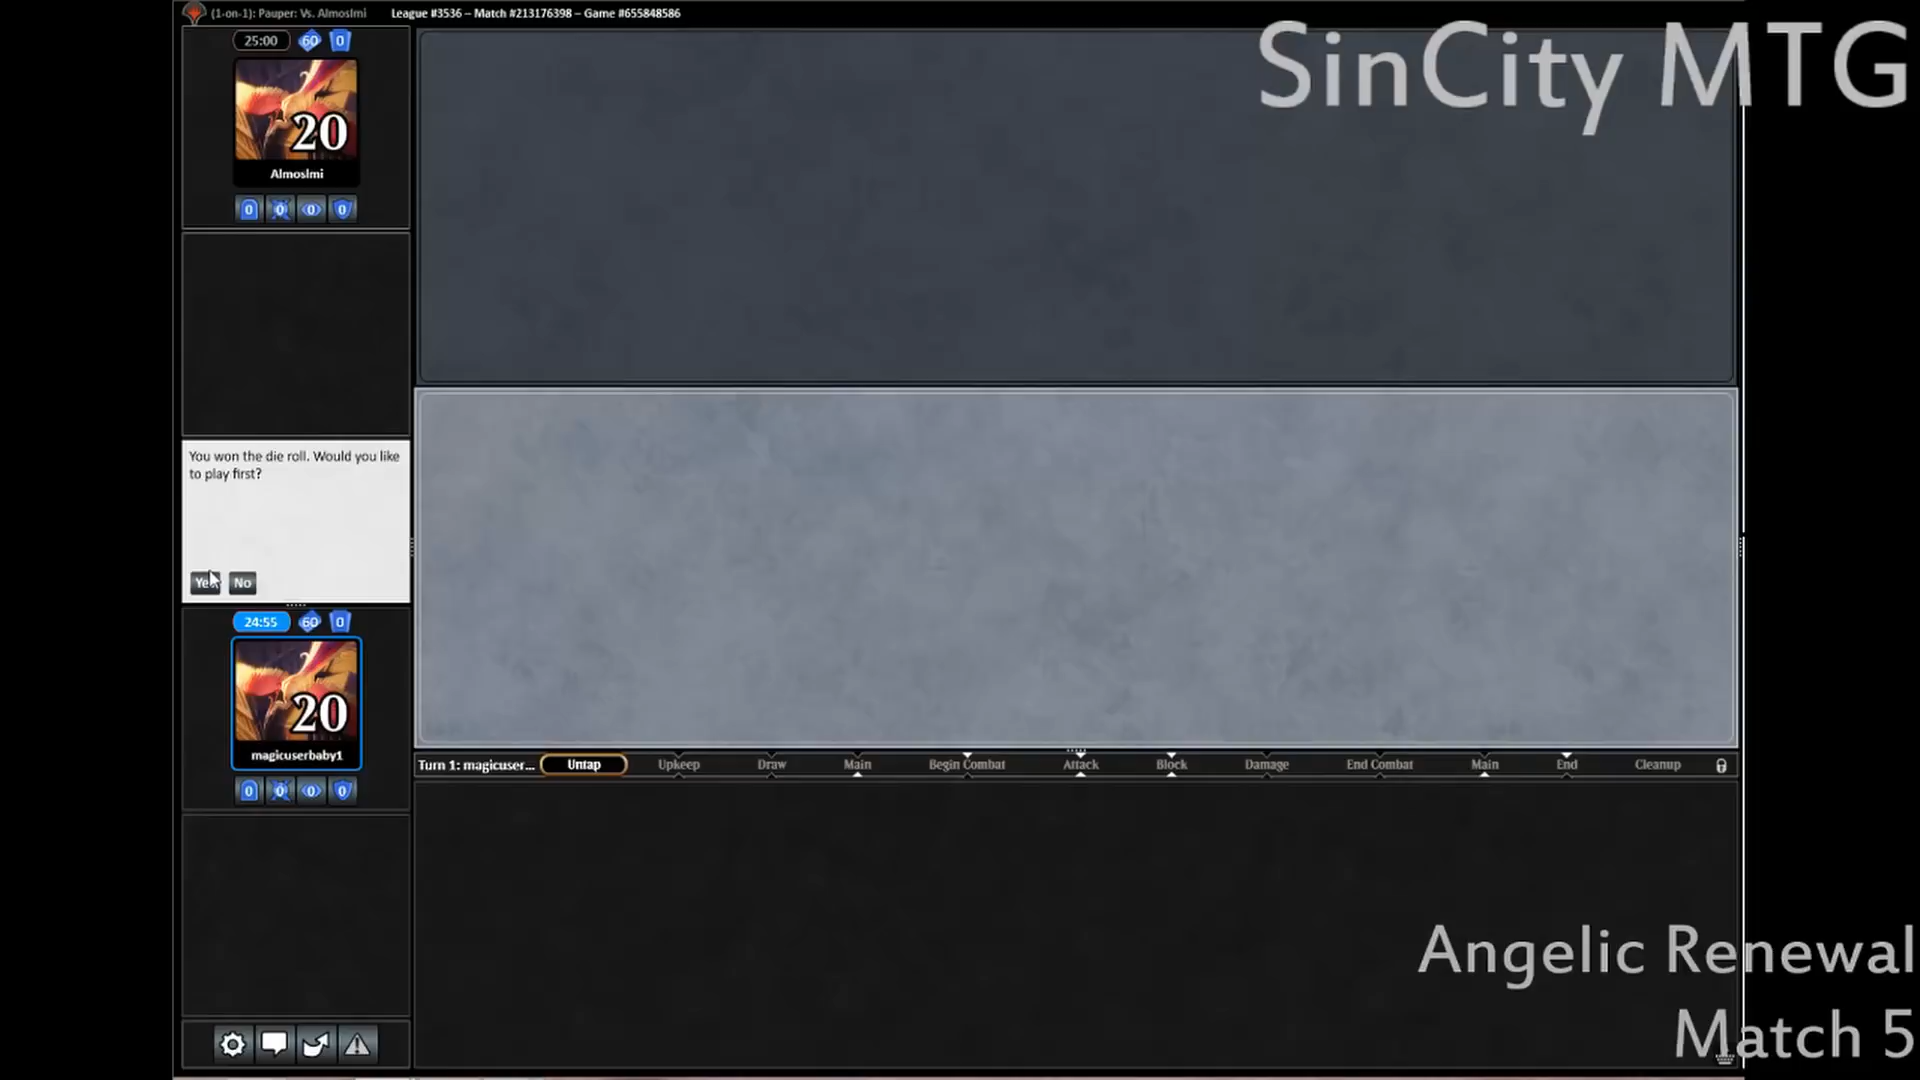 (1-on-1): Pauper: Vs. AlmosImi League #3536 – Match #213176398 – Game #655848586
SinCity MTG
25:00 60 0
20
AlmosImi
0 0 0 0
You won the die roll. Would you like
to play first?
Yes No
24:55 60 0
20
magicuserbaby1
Turn 1: magicuser... Untap Upkeep Draw Main Begin Combat Attack Block Damage End Combat Main End Cleanup
0 0 0 0
Angelic Renewal
Match 5